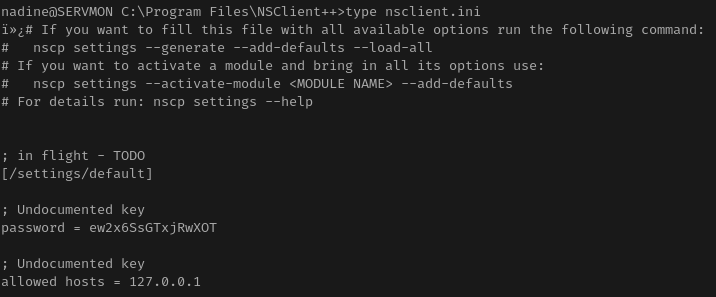 nadine@SERVMON C:\Program Files\NSClient++>type nsclient.ini
ï»¿# If you want to fill this file with all available options run the following command:
#   nscp settings --generate --add-defaults --load-all
# If you want to activate a module and bring in all its options use:
#   nscp settings --activate-module <MODULE NAME> --add-defaults
# For details run: nscp settings --help
; in flight - TODO
[/settings/default]
; Undocumented key
password = ew2x6SsGTxjRwXOT
; Undocumented key
allowed hosts = 127.0.0.1